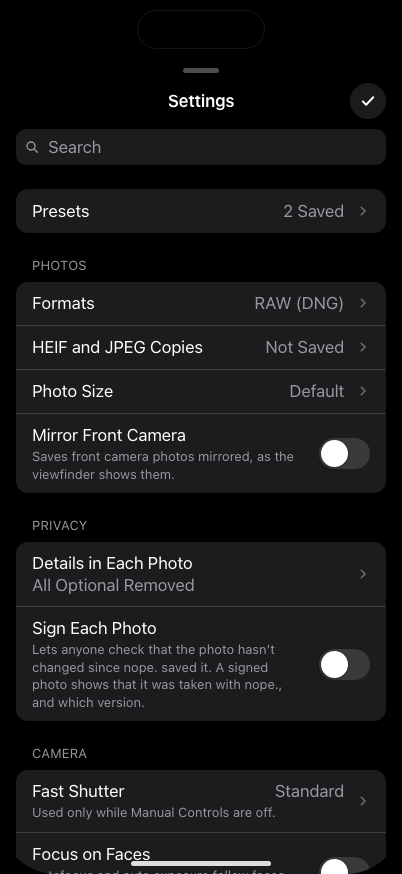 Settings
Search
Presets
2 Saved
PHOTOS
Formats
RAW (DNG)
HEIF and JPEG Copies
Not Saved
Photo Size
Default
Mirror Front Camera
Saves front camera photos mirrored, as the
viewfinder shows them.
PRIVACY
Details in Each Photo
All Optional Removed
Sign Each Photo
Lets anyone check that the photo hasn’t
changed since nope. saved it. A signed
photo shows that it was taken with nope.,
and which version.
CAMERA
Fast Shutter
Standard
Used only while Manual Controls are off.
Focus on Faces